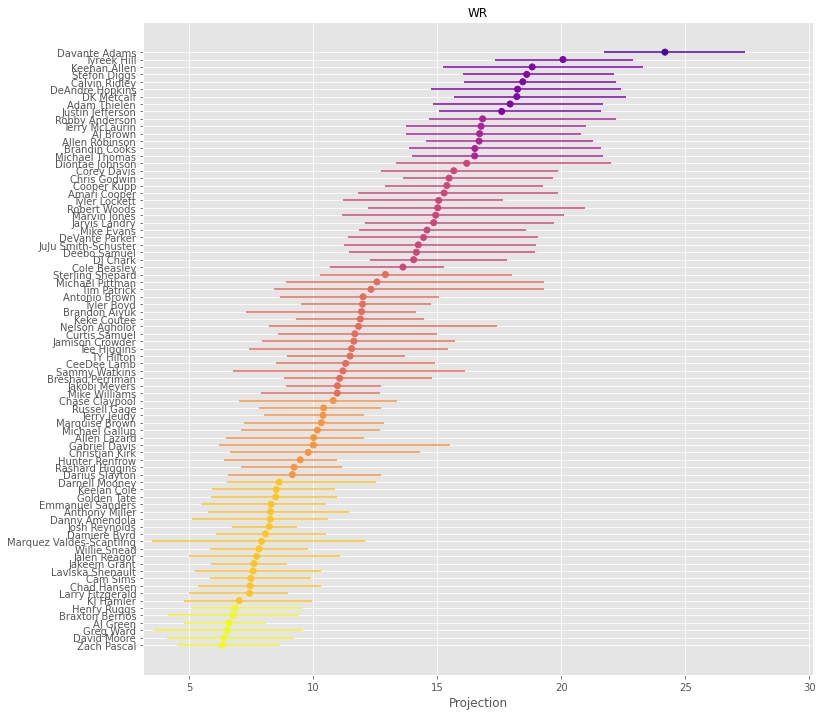 WR
Davante Adams
Tyreek Hill
Keenan Allen
Stefon Diggs
Calvin Ridley
DeAndre Hopkins
DK Metcalf
Adam Thielen
Justin Jefferson
Robby Anderson
Terry McLaurin
AJ Brown
Allen Robinson
Brandin Cooks
Michael Thomas
Diontae Johnson
Corey Davis
Chris Godwin
Cooper Kupp
Amari Cooper
Tyler Lockett
Robert Woods
Marvin Jones
Jarvis Landry
Mike Evans
DeVante Parker
JuJu Smith-Schuster
Deebo Samuel
DJ Chark
Cole Beasley
Sterling Shepard
Michael Pittman
Tim Patrick
Antonio Brown
Tyler Boyd
Brandon Aiyuk
Keke Coutee
Nelson Agholor
Curtis Samuel
Jamison Crowder
Tee Higgins
TY Hilton
CeeDee Lamb
Sammy Watkins
Breshad Perriman
Jakobi Meyers
Mike Williams
Chase Claypool
Russell Gage
Jerry Jeudy
Marquise Brown
Michael Gallup
Allen Lazard
Gabriel Davis
Christian Kirk
Hunter Renfrow
Rashard Higgins
Darius Slayton
Darnell Mooney
Keelan Cole
Golden Tate
Emmanuel Sanders
Anthony Miller
Danny Amendola
Josh Reynolds
Damiere Byrd
Marquez Valdes-Scantling
Willie Snead
Jalen Reagor
Jakeem Grant
Laviska Shenault
Cam Sims
Chad Hansen
Larry Fitzgerald
KJ Hamler
Henry Ruggs
Braxton Berrios
AJ Green
Greg Ward
David Moore
Zach Pascal
5 10 15 20 25 30
Projection